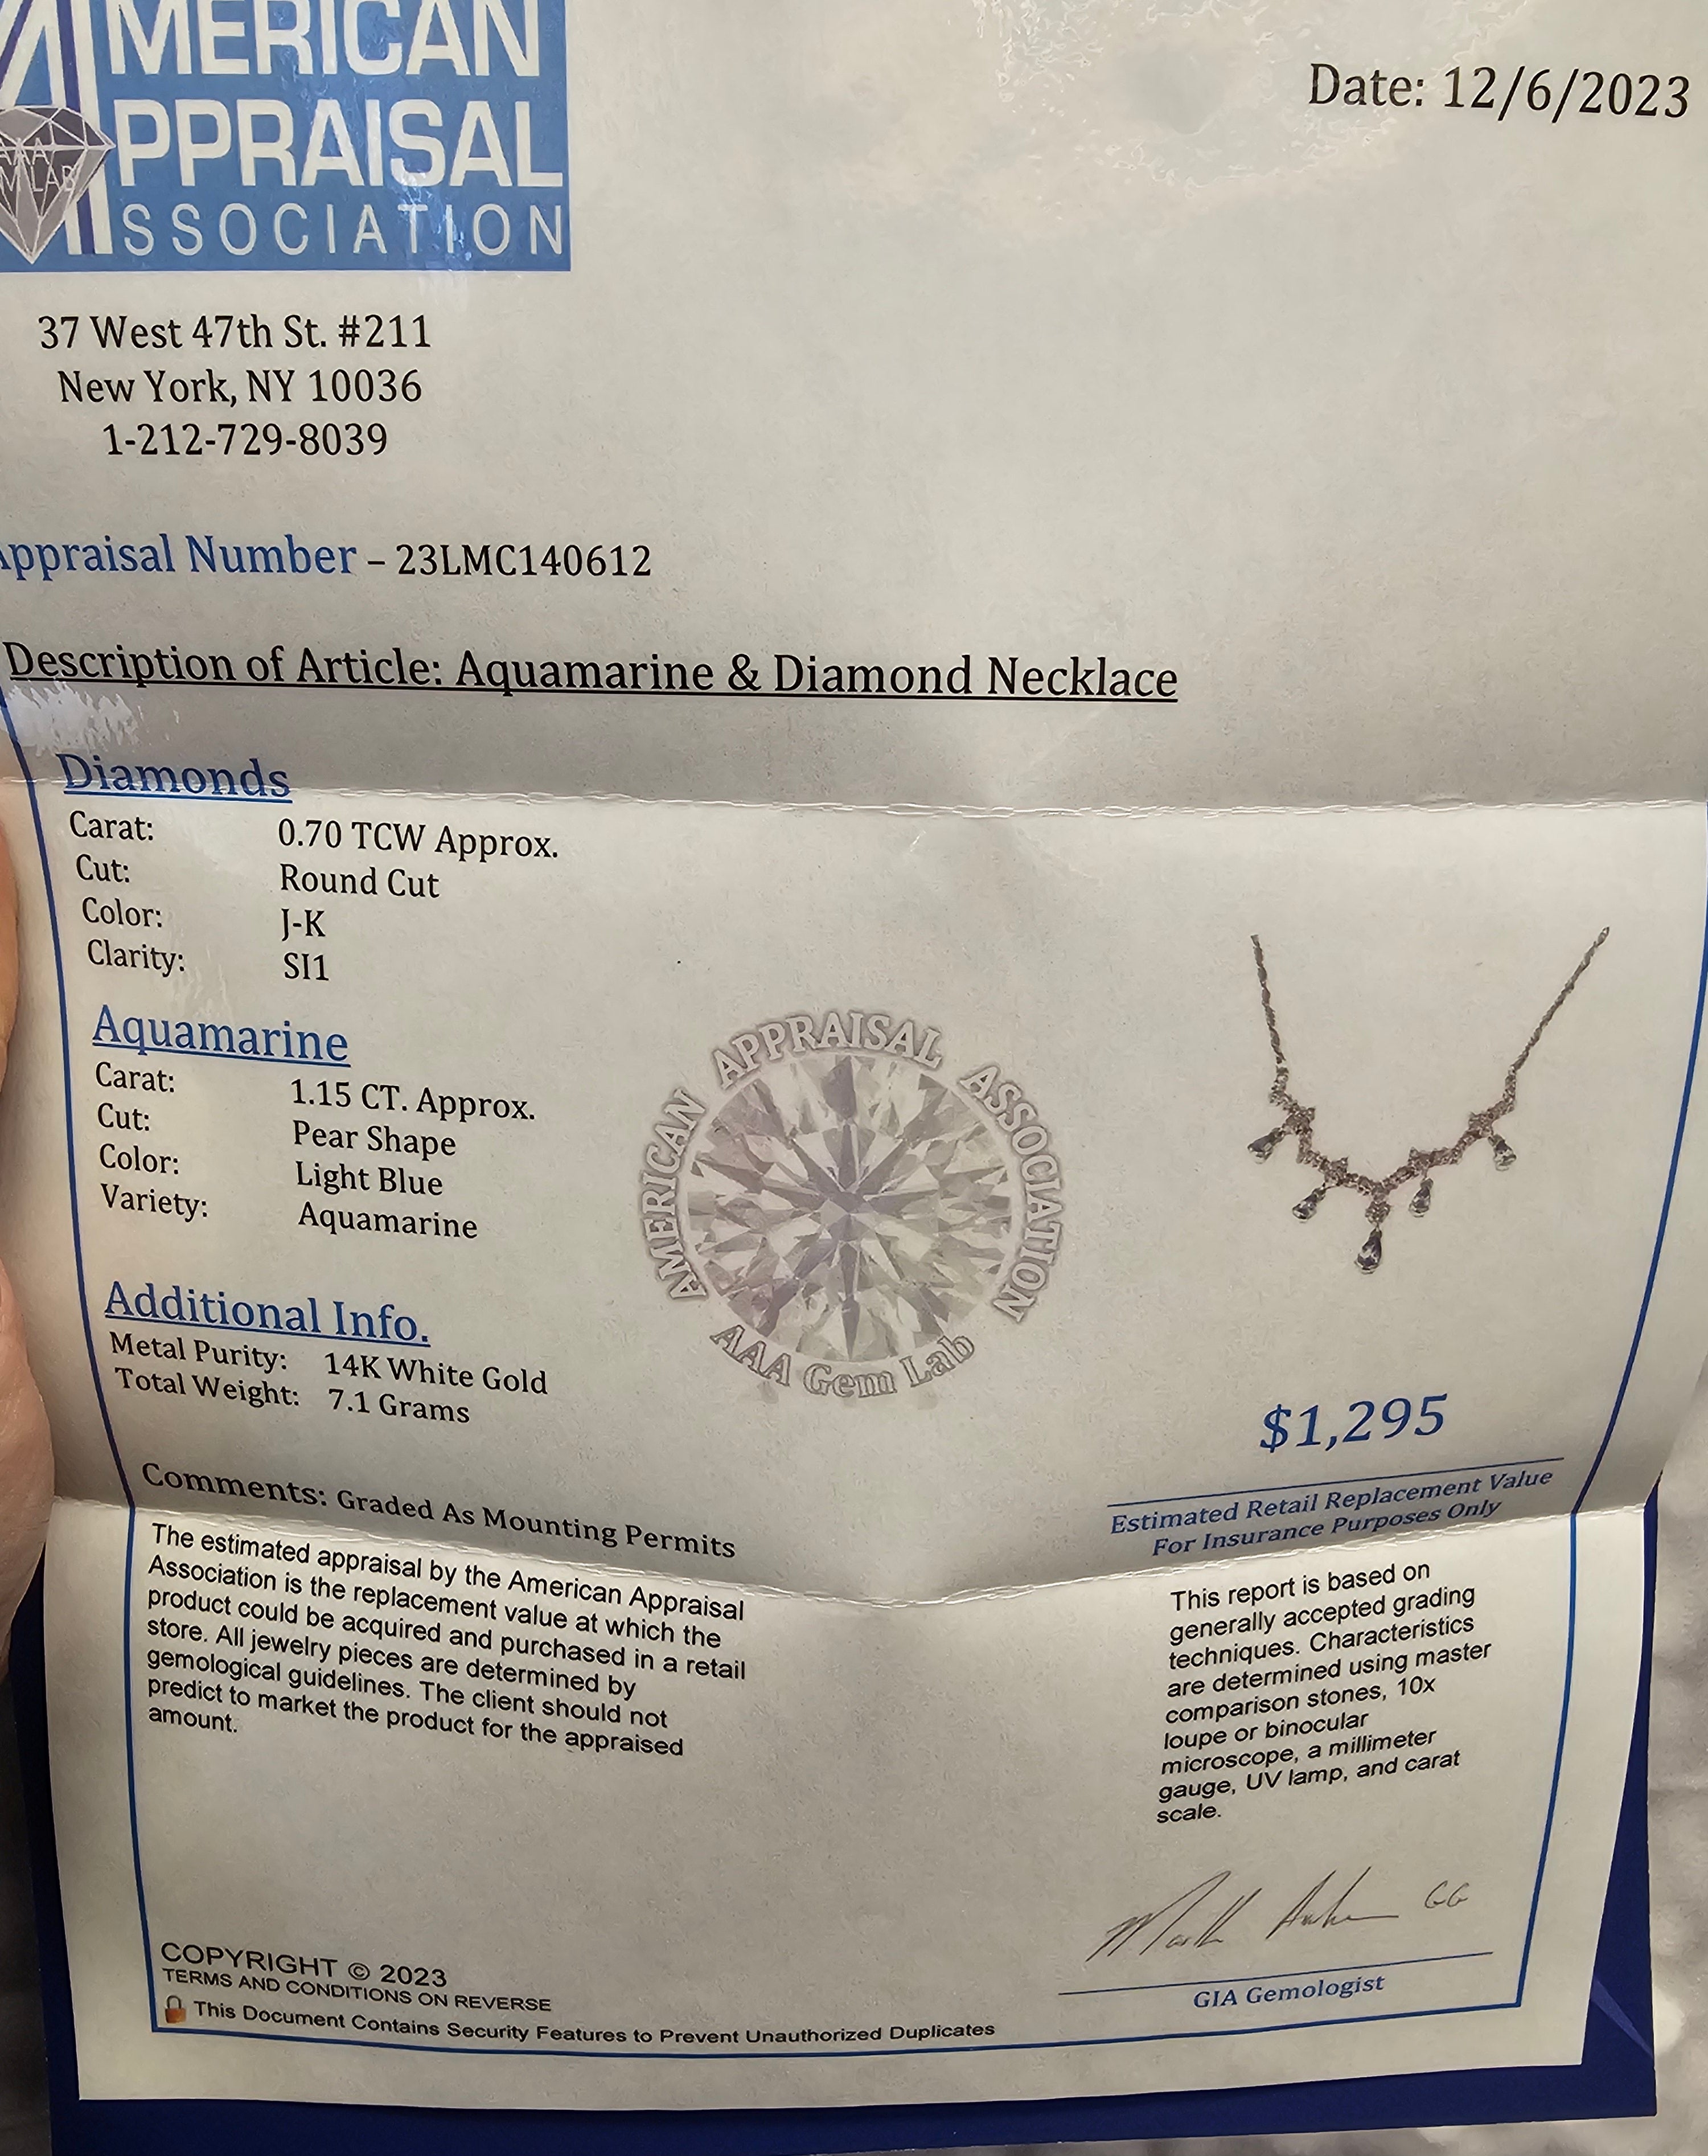 AMERICAN
APPRAISAL
ASSOCIATION
AAA
Date: 12/6/2023
37 West 47th St. #211
New York, NY 10036
1-212-729-8039
Appraisal Number – 23LMC140612
Description of Article: Aquamarine & Diamond Necklace
Diamonds
Carat: 0.70 TCW Approx.
Cut: Round Cut
Color: J-K
Clarity: SI1
Aquamarine
Carat: 1.15 CT. Approx.
Cut: Pear Shape
Color: Light Blue
Variety: Aquamarine
Additional Info.
Metal Purity: 14K White Gold
Total Weight: 7.1 Grams
AMERICAN APPRAISAL ASSOCIATION
AAA Gem Lab
$1,295
Estimated Retail Replacement Value
For Insurance Purposes Only
Comments: Graded As Mounting Permits
The estimated appraisal by the American Appraisal
Association is the replacement value at which the
product could be acquired and purchased in a retail
store. All jewelry pieces are determined by
gemological guidelines. The client should not
predict to market the product for the appraised
amount.
This report is based on
generally accepted grading
techniques. Characteristics
are determined using master
comparison stones, 10x
loupe or binocular
microscope, a millimeter
gauge, UV lamp, and carat
scale.
GG
GIA Gemologist
COPYRIGHT © 2023
TERMS AND CONDITIONS ON REVERSE
This Document Contains Security Features to Prevent Unauthorized Duplicates